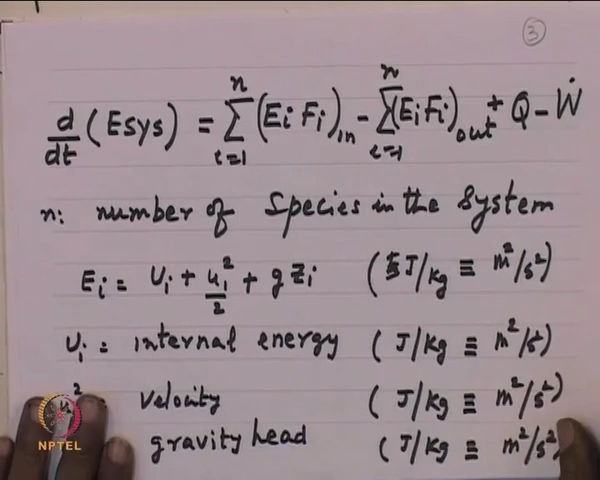 3
d/dt (Esys) = Σ_{i=1}^{n} (Ei Fi)_in - Σ_{i=1}^{n} (Ei Fi)_out + Q - Ẇ
n: number of Species in the System
Ei = Ui + ui²/2 + g Zi (J/Kg ≡ m²/s²)
Ui = internal energy (J/Kg ≡ m²/s²)
velocity (J/Kg ≡ m²/s²)
gravity head (J/Kg ≡ m²/s²)
NPTEL